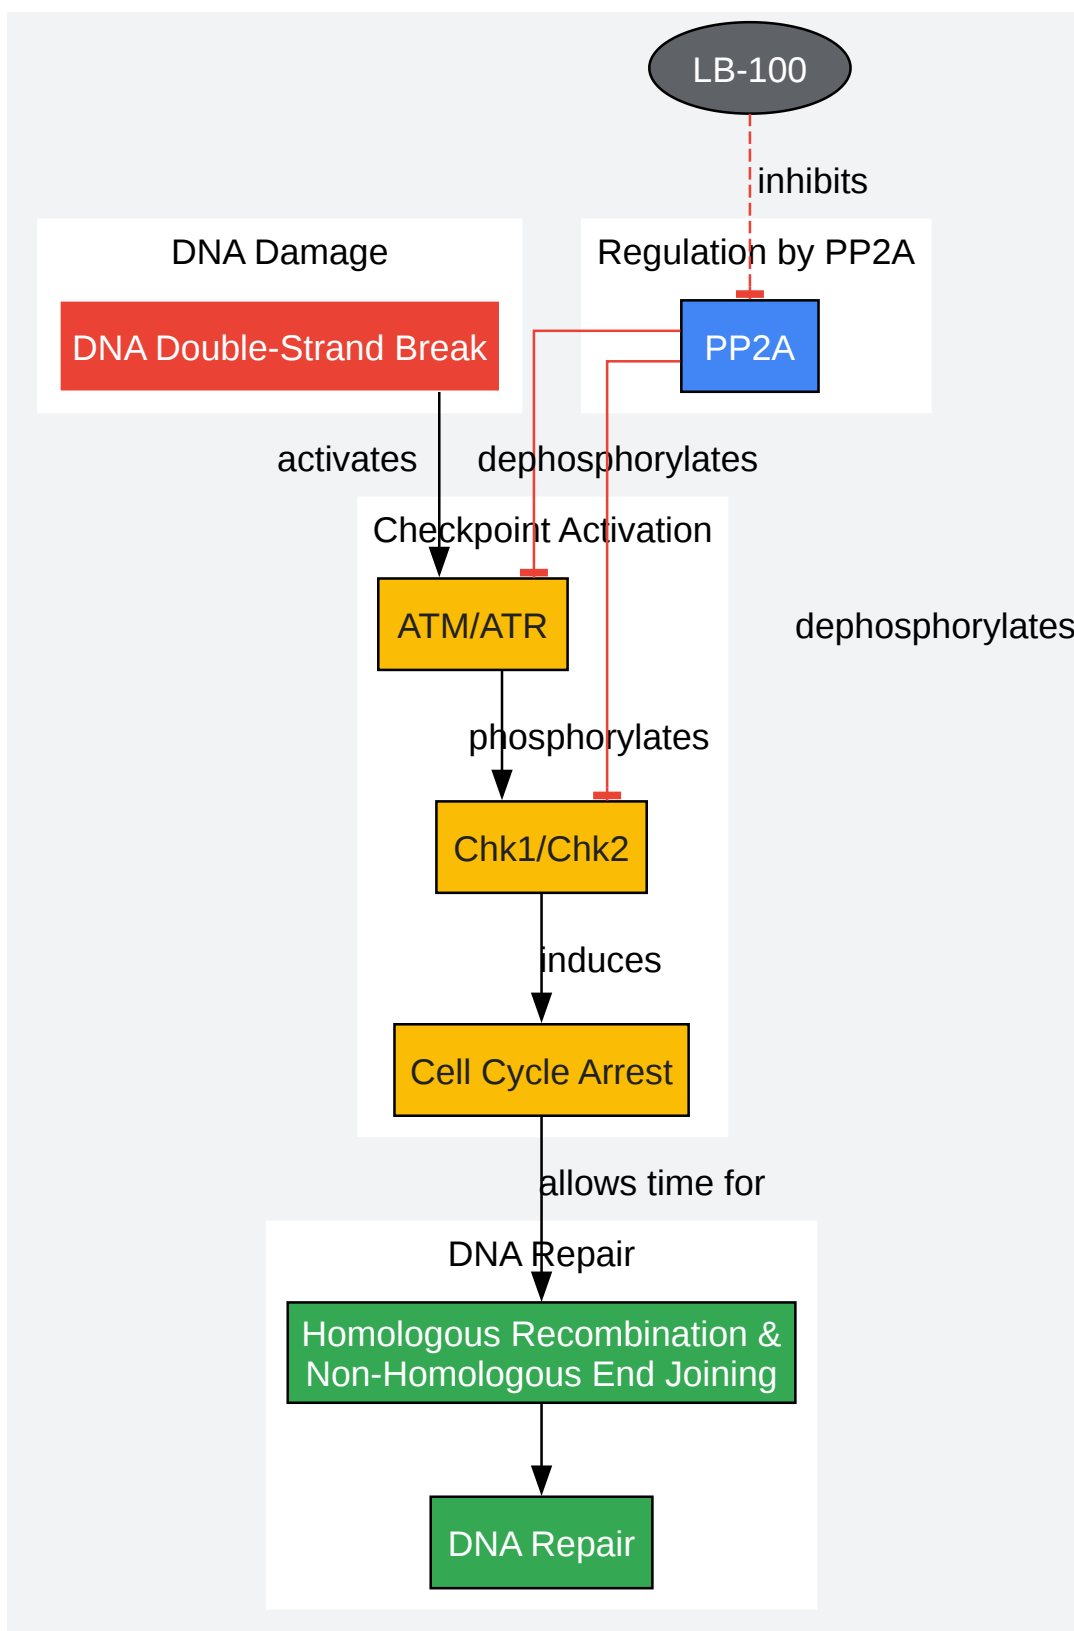 LB-100
inhibits
DNA Damage
Regulation by PP2A
DNA Double-Strand Break
PP2A
activates
dephosphorylates
Checkpoint Activation
ATM/ATR
dephosphorylates
phosphorylates
Chk1/Chk2
induces
Cell Cycle Arrest
allows time for
DNA Repair
Homologous Recombination &
Non-Homologous End Joining
DNA Repair